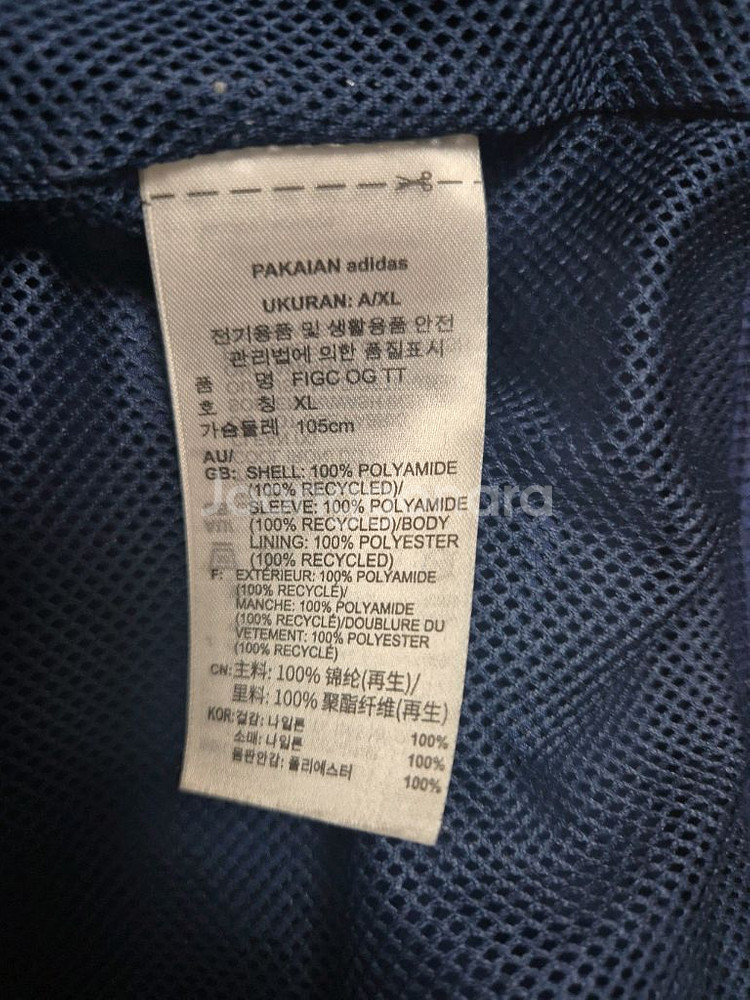 PAKAIAN adidas
UKURAN: A/XL
전기용품 및 생활용품 안전
관리법에 의한 품질표시
품 명 FIGC OG TT
호 칭 XL
가슴둘레 105cm
AU/
GB: SHELL: 100% POLYAMIDE
(100% RECYCLED)/
SLEEVE: 100% POLYAMIDE
(100% RECYCLED)/BODY
LINING: 100% POLYESTER
(100% RECYCLED)
F: EXTÉRIEUR: 100% POLYAMIDE
(100% RECYCLÉ)/
MANCHE: 100% POLYAMIDE
(100% RECYCLÉ)/DOUBLURE DU
VETEMENT: 100% POLYESTER
(100% RECYCLÉ)
CN: 主料: 100% 锦纶(再生)/
里料: 100% 聚酯纤维(再生)
KOR: 겉감: 나일론 100%
소매: 나일론 100%
몸판안감: 폴리에스터 100%